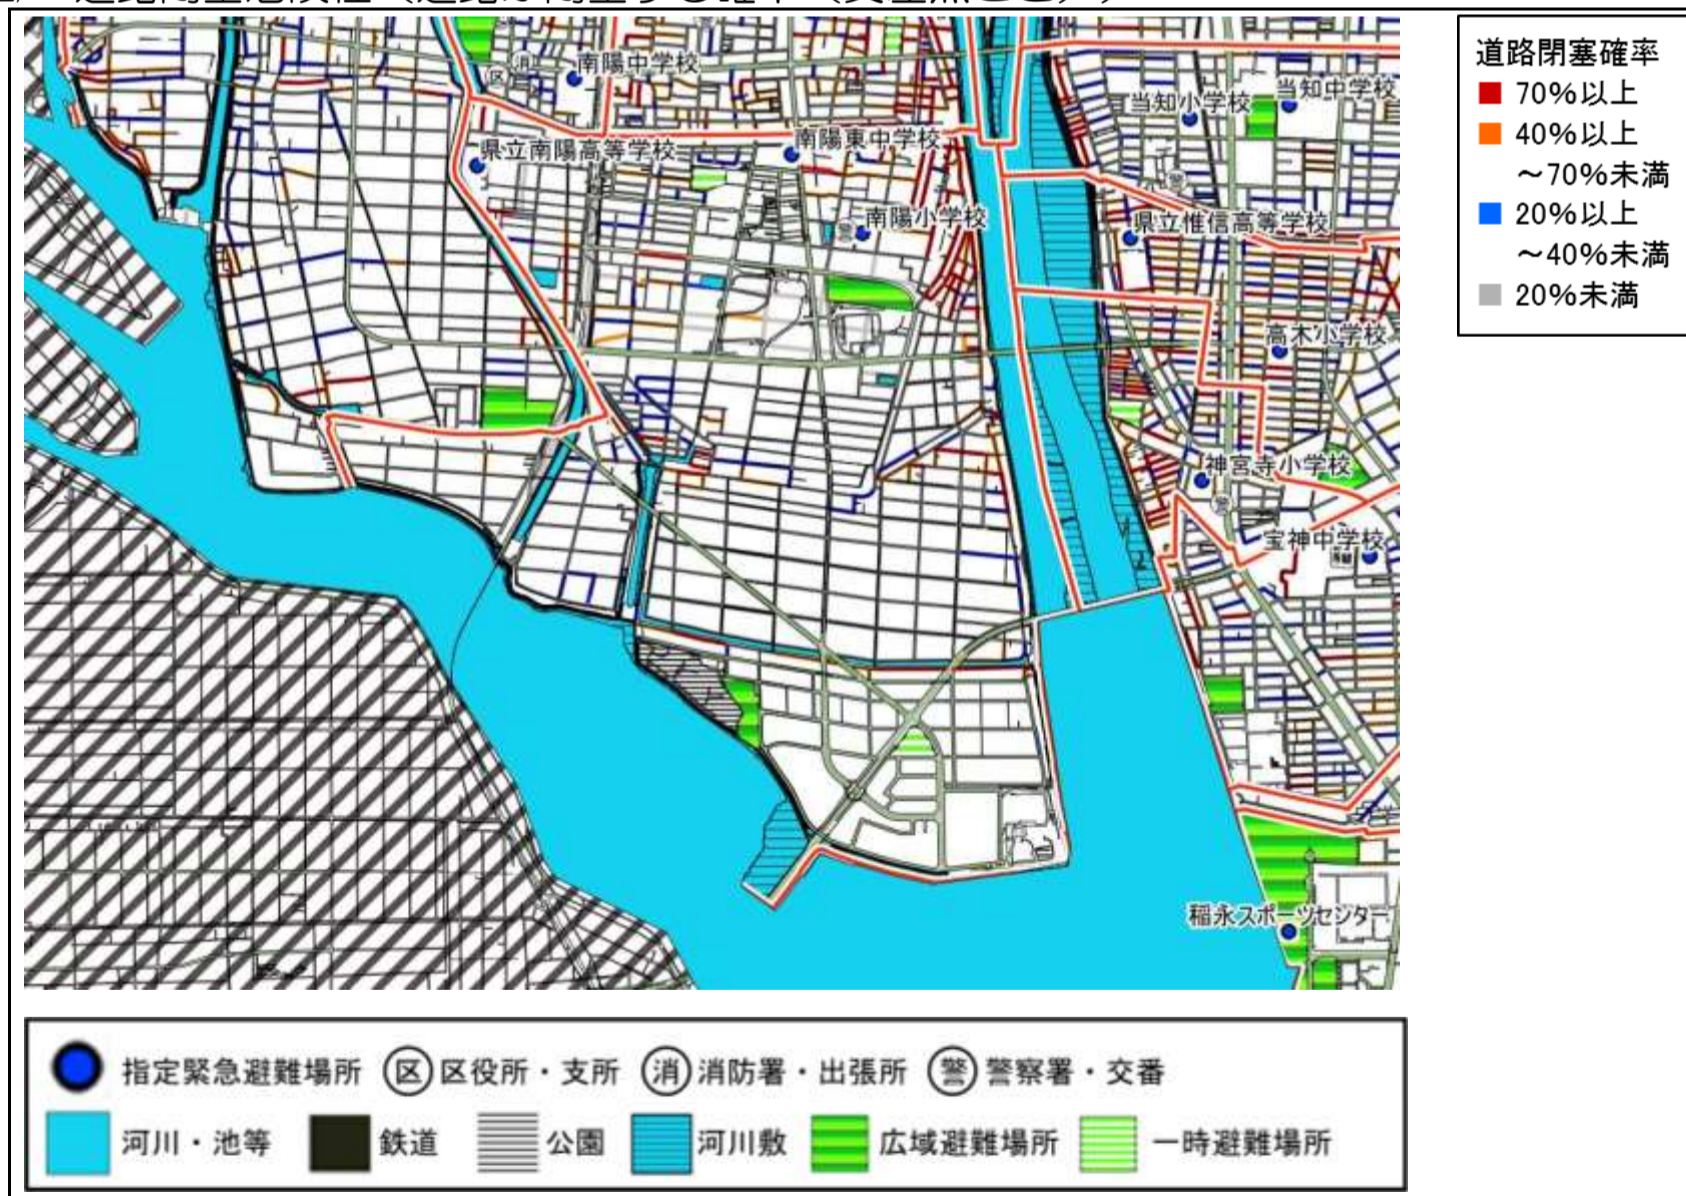 南陽中学校
区
消
当知中学校
当知小学校
県立南陽高等学校
南陽東中学校
警
南陽小学校
警
県立惟信高等学校
高木小学校
神宮寺小学校
警
宝神中学校
稲永スポーツセンター
道路閉塞確率
70%以上
40%以上
～70%未満
20%以上
～40%未満
20%未満
指定緊急避難場所 区 区役所・支所 消 消防署・出張所 警 警察署・交番
河川・池等 鉄道 公園 河川敷 広域避難場所 一時避難場所